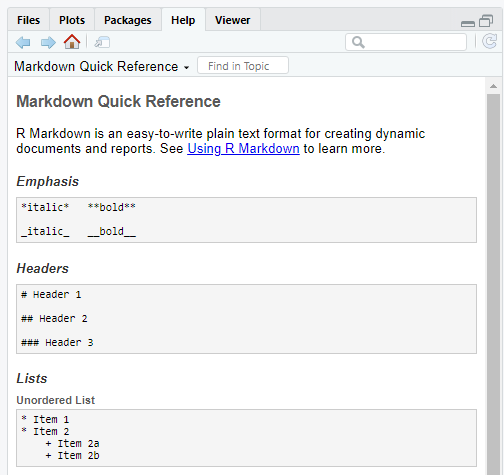 Files Plots Packages Help Viewer
Markdown Quick Reference Find in Topic
Markdown Quick Reference
R Markdown is an easy-to-write plain text format for creating dynamic
documents and reports. See Using R Markdown to learn more.
Emphasis
*italic*   **bold**
_italic_   __bold__
Headers
# Header 1
## Header 2
### Header 3
Lists
Unordered List
* Item 1
* Item 2
    + Item 2a
    + Item 2b